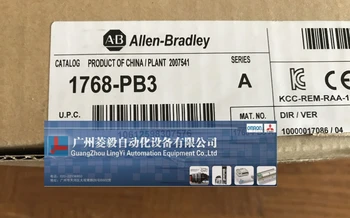 AB Allen-Bradley
CATALOG
PRODUCT OF CHINA / PLANT 2007541
SERIES
1768-PB3
A
KCC-REM-RAA-1
U.P.C.
MAT. NO.
DIR / VER
10000017086 / 04
广州菱毅自动化设备有限公司
GuangZhou LingYi Automation Equipment Co.,Ltd
OMRON